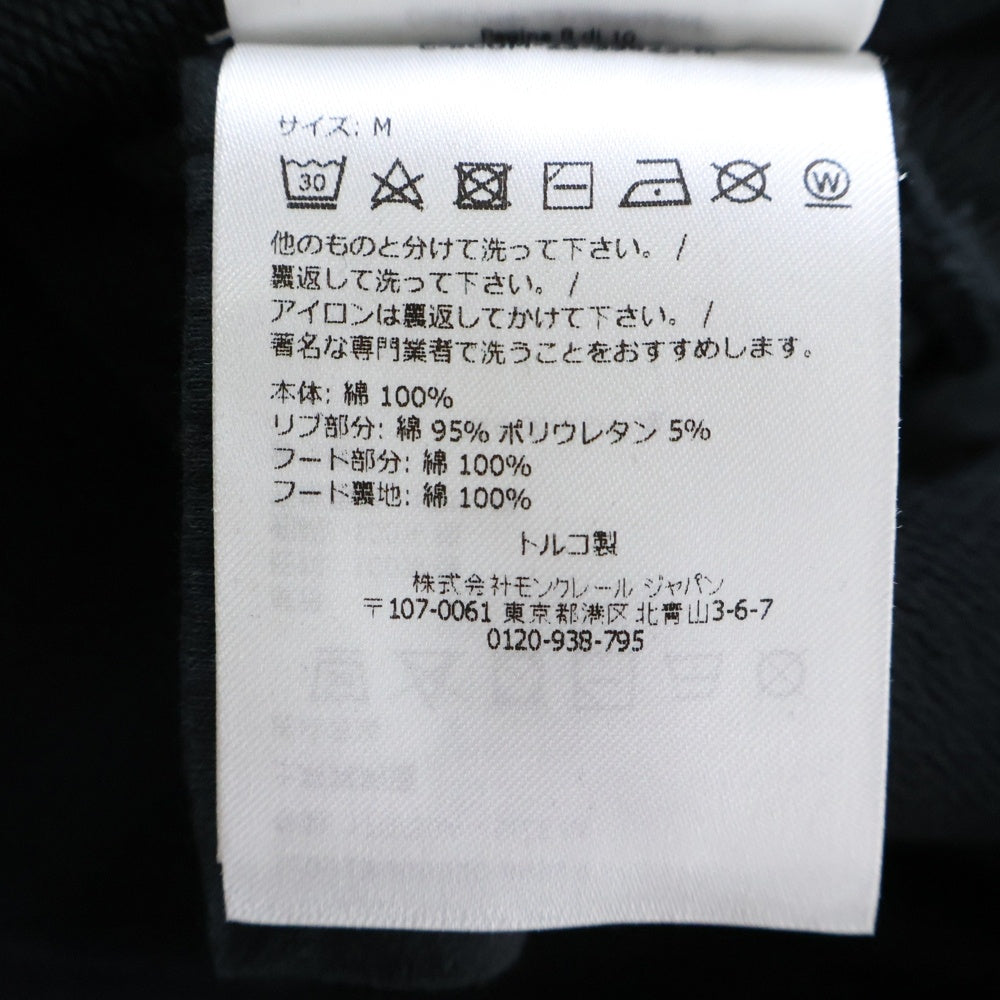 Pagina 8 di 10
サイズ: M
30
W
他のものと分けて洗って下さい。 /
裏返して洗って下さい。 /
アイロンは裏返してかけて下さい。 /
著名な専門業者で洗うことをおすすめします。
本体: 綿 100%
リブ部分: 綿 95% ポリウレタン 5%
フード部分: 綿 100%
フード裏地: 綿 100%
トルコ製
株式会社モンクレール ジャパン
〒107-0061 東京都港区北青山3-6-7
0120-938-795